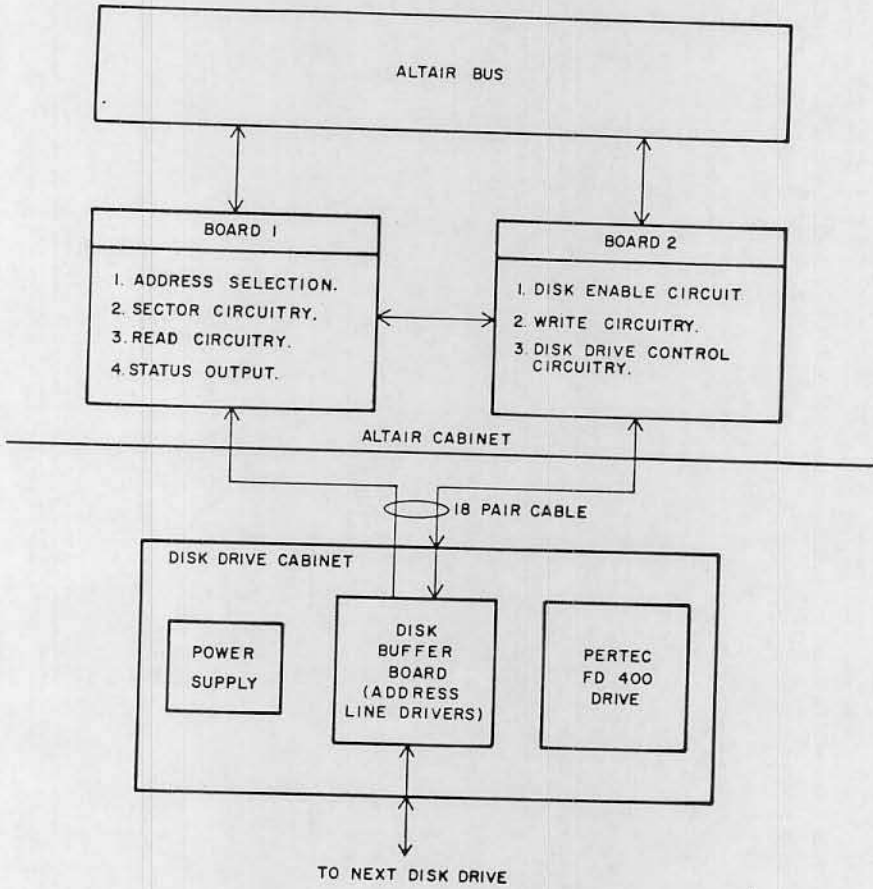 ALTAIR BUS
BOARD 1
1. ADDRESS SELECTION.
2. SECTOR CIRCUITRY.
3. READ CIRCUITRY.
4. STATUS OUTPUT.
BOARD 2
1. DISK ENABLE CIRCUIT
2. WRITE CIRCUITRY.
3. DISK DRIVE CONTROL
CIRCUITRY.
ALTAIR CABINET
18 PAIR CABLE
DISK DRIVE CABINET
POWER
SUPPLY
DISK
BUFFER
BOARD
(ADDRESS
LINE DRIVERS)
PERTEC
FD 400
DRIVE
TO NEXT DISK DRIVE